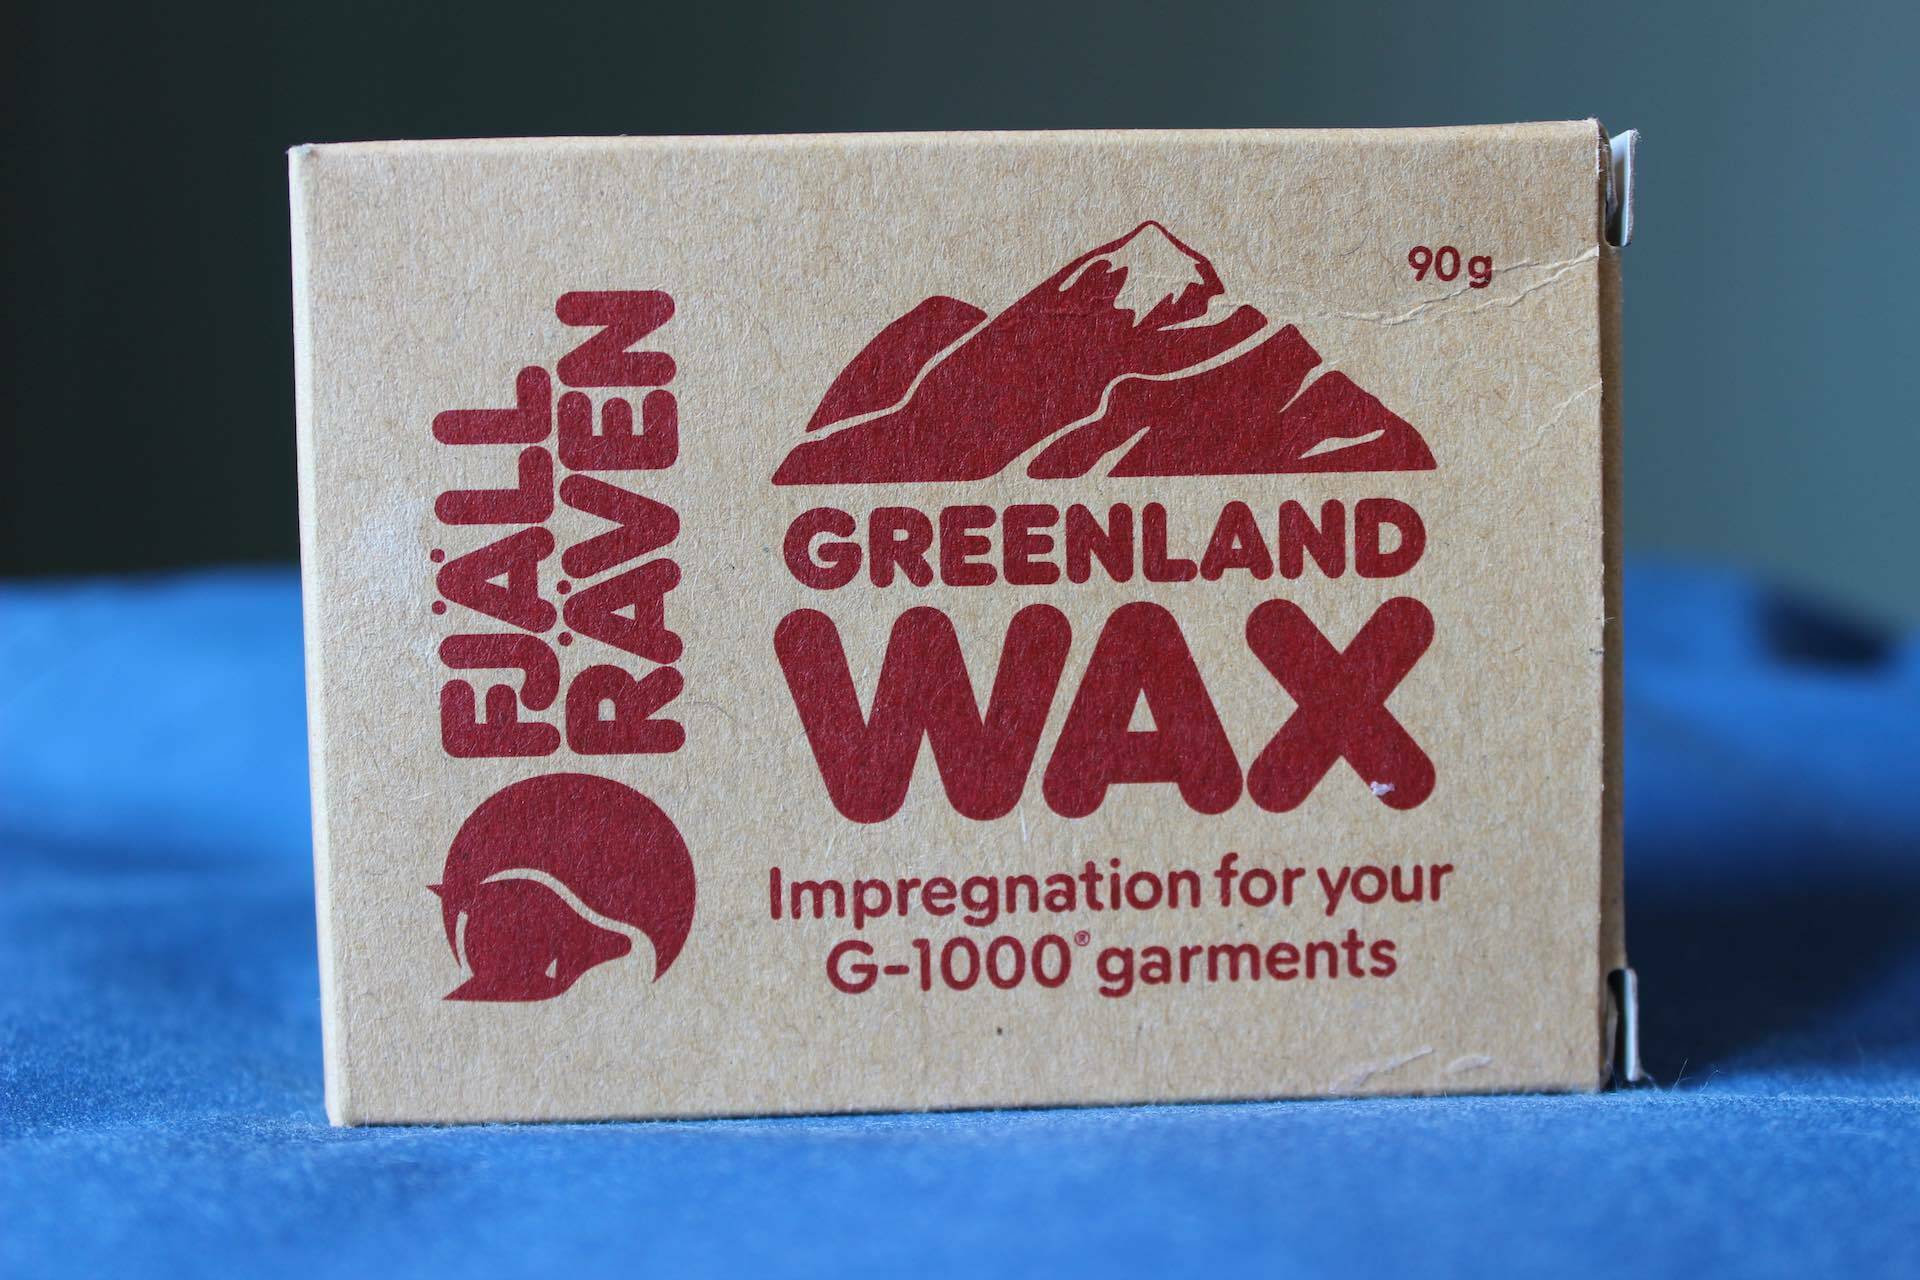 FJÄLL
RÄVEN
90g
GREENLAND
WAX
Impregnation for your
G-1000® garments